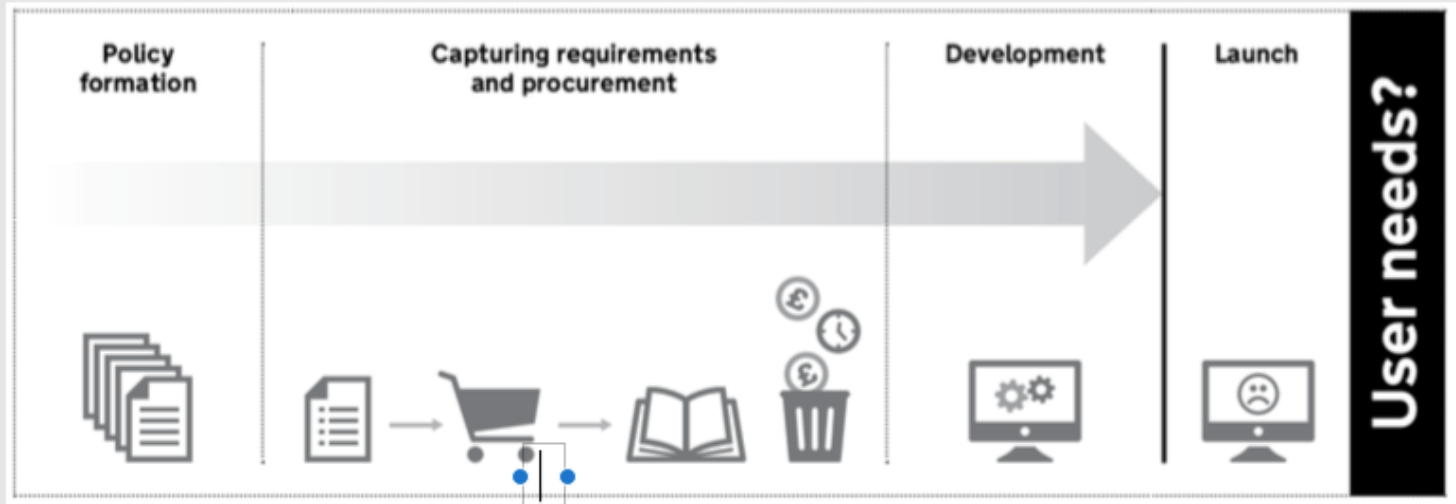 Policy
formation
Capturing requirements
and procurement
Development
Launch
User needs?
£
£